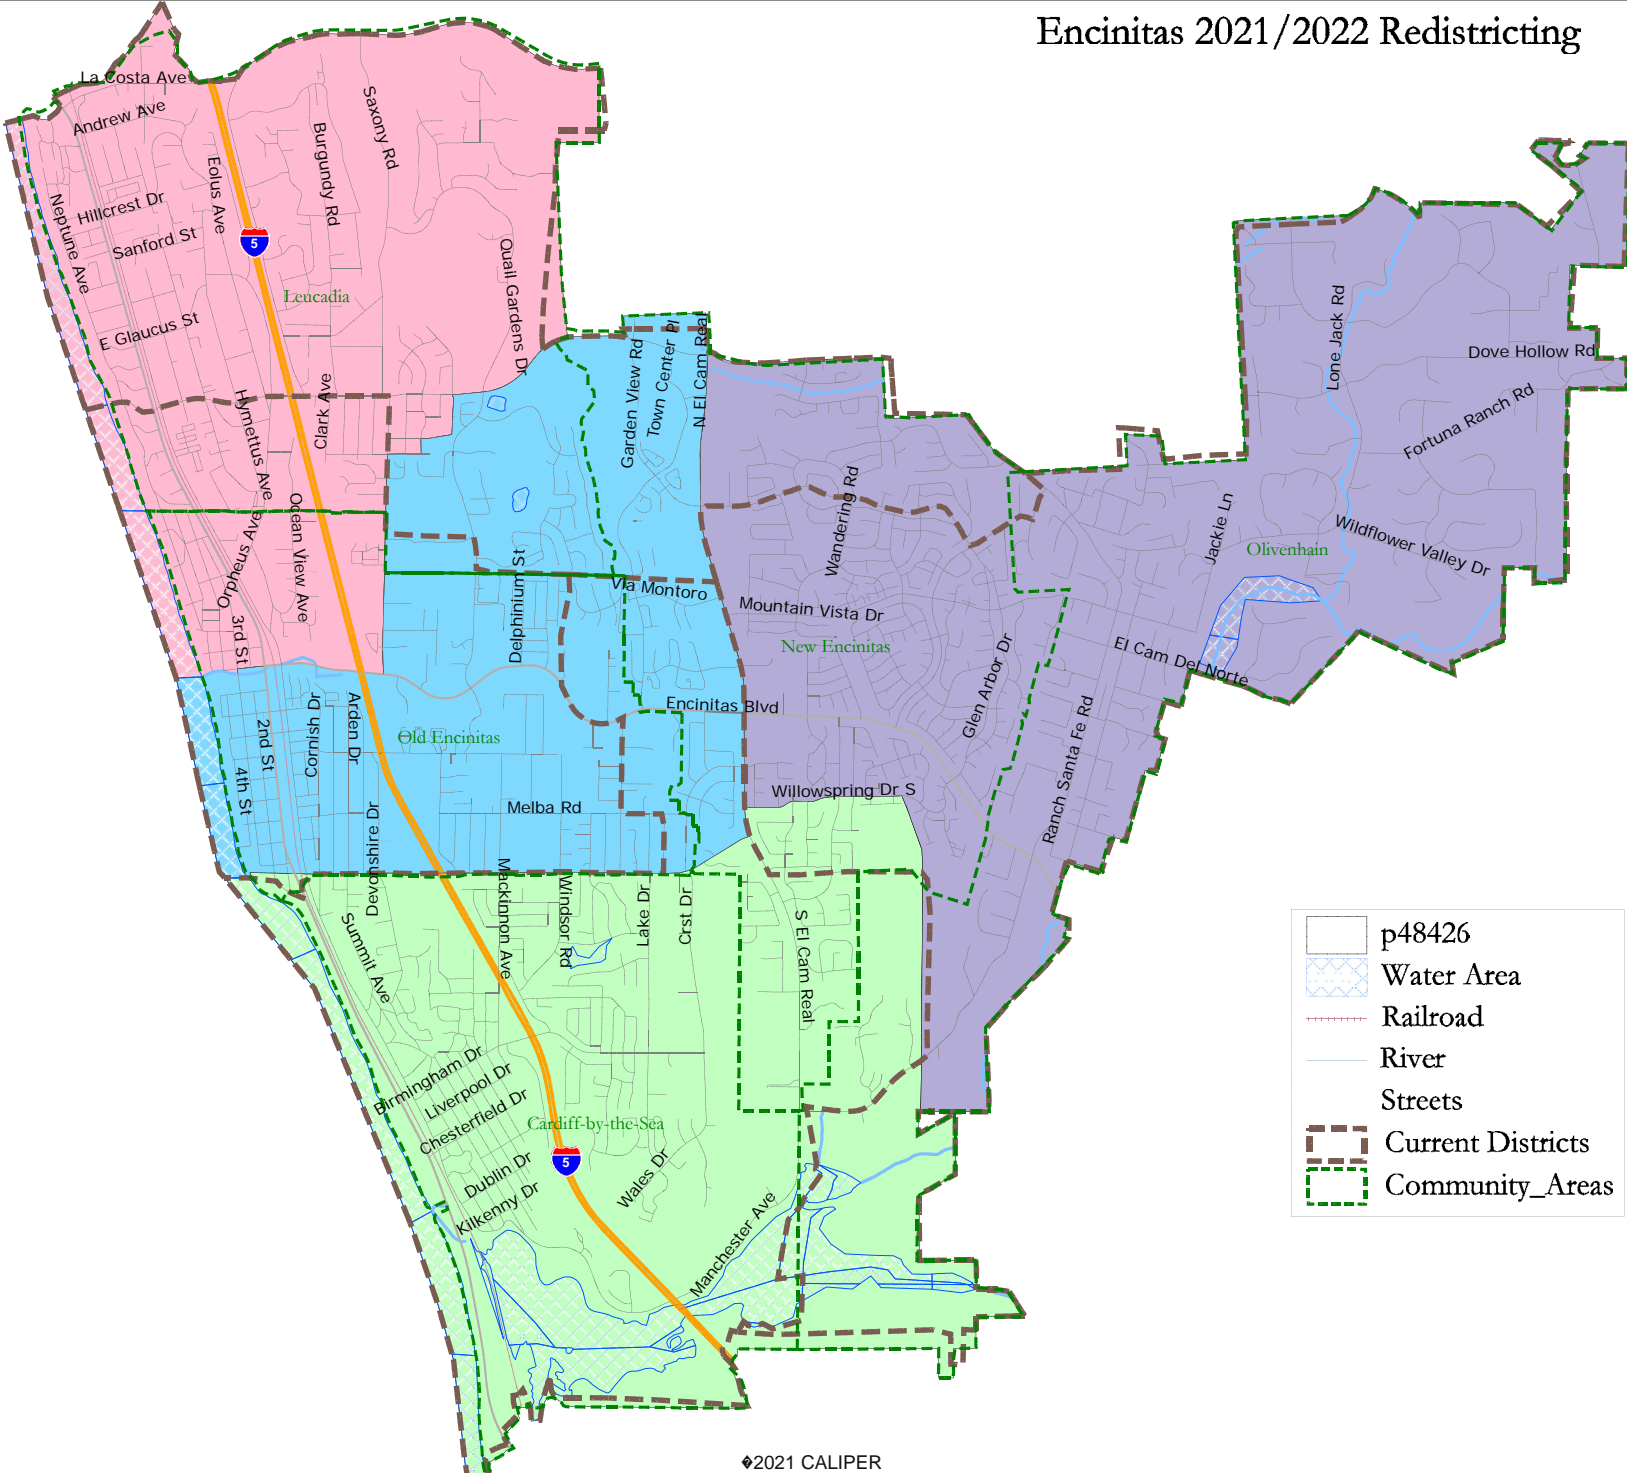 Encinitas 2021/2022 Redistricting
La Costa Ave
Andrew Ave
Saxony Rd
Burgundy Rd
Eolus Ave
Neptune Ave
Hillcrest Dr
Sanford St
5
Quail Gardens Dr
Leucadia
E Glaucus St
Lone Jack Rd
Dove Hollow Rd
Garden View Rd
Town Center Pl
N El Cam Real
Clark Ave
Hymettus Ave
Fortuna Ranch Rd
Wandering Rd
Jackie Ln
Ocean View Ave
Orpheus Ave
Wildflower Valley Dr
Olivenhain
Delphinium St
Via Montoro
Mountain Vista Dr
3rd St
New Encinitas
Glen Arbor Dr
El Cam Del Norte
Encinitas Blvd
2nd St
Cornish Dr
Arden Dr
Old Encinitas
Ranch Santa Fe Rd
4th St
Willowspring Dr S
Melba Rd
Devonshire Dr
Mackinnon Ave
Windsor Rd
Lake Dr
Crst Dr
Summit Ave
S El Cam Real
p48426
Water Area
Railroad
River
Streets
Current Districts
Community_Areas
Birmingham Dr
Liverpool Dr
Chesterfield Dr
Cardiff-by-the-Sea
5
Dublin Dr
Kilkenny Dr
Wales Dr
Manchester Ave
�2021 CALIPER